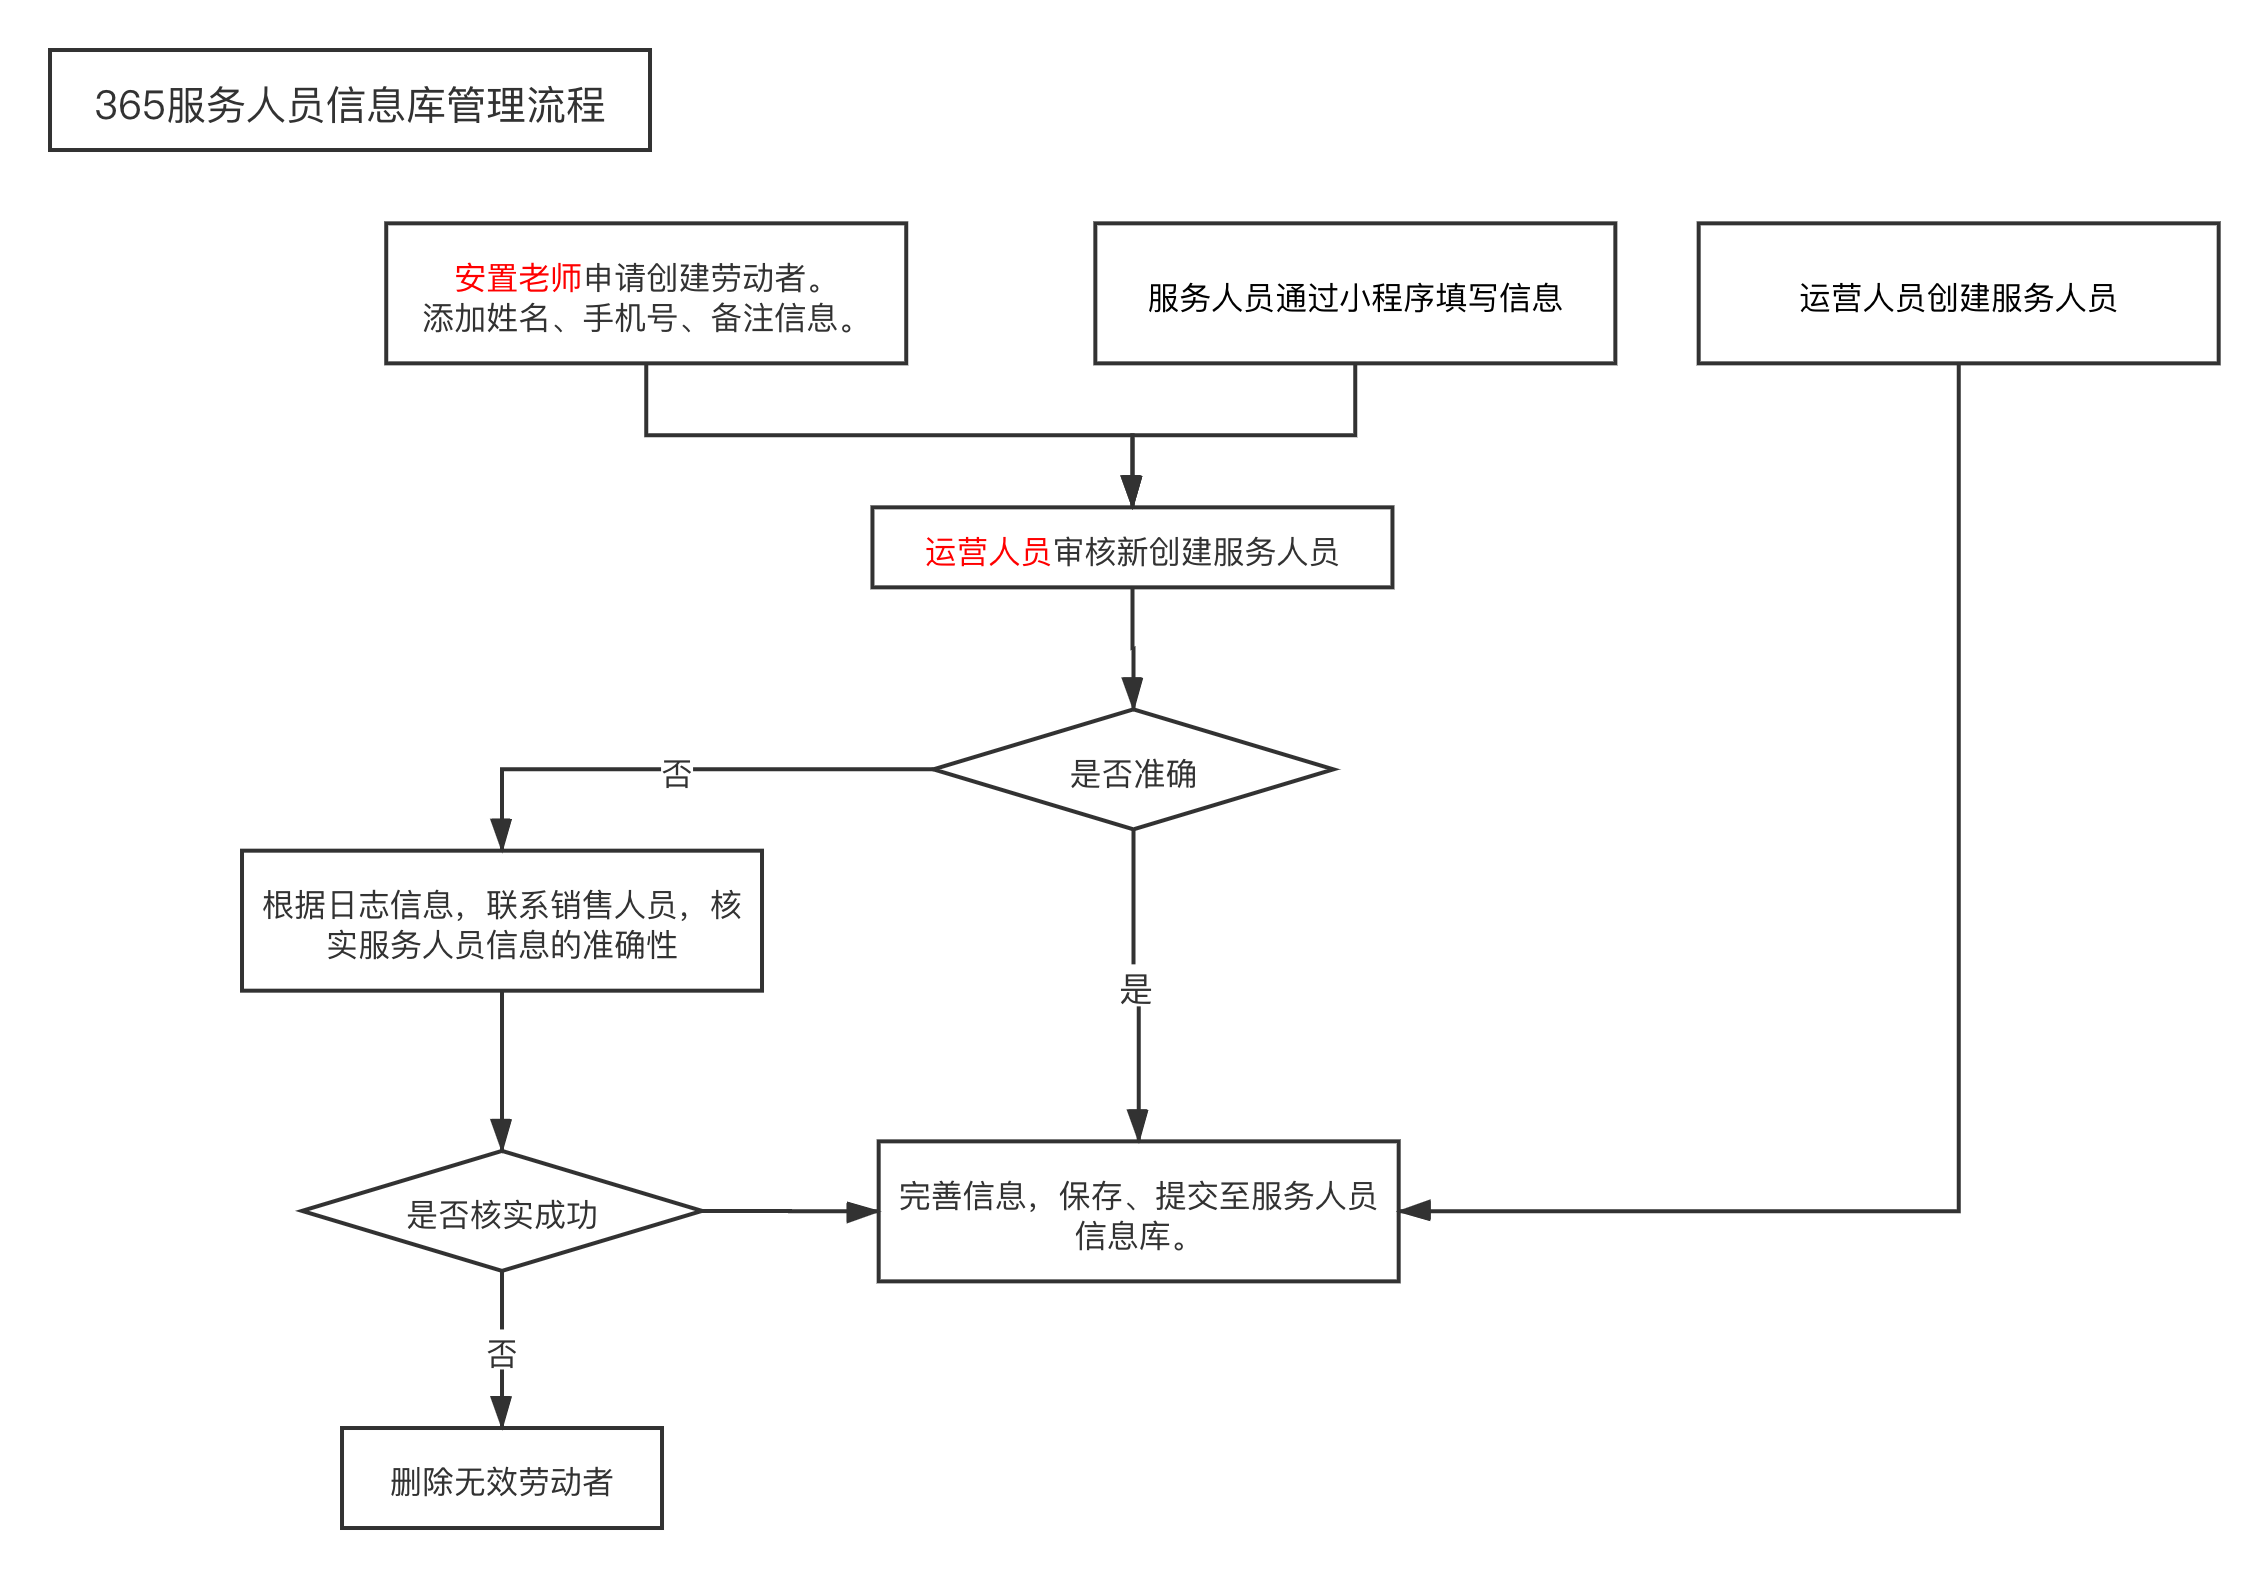 365服务人员信息库管理流程
安置老师申请创建劳动者。
添加姓名、手机号、备注信息。
服务人员通过小程序填写信息
运营人员创建服务人员
运营人员审核新创建服务人员
是否准确
否
根据日志信息，联系销售人员，核
实服务人员信息的准确性
是
是否核实成功
完善信息，保存、提交至服务人员
信息库。
否
删除无效劳动者